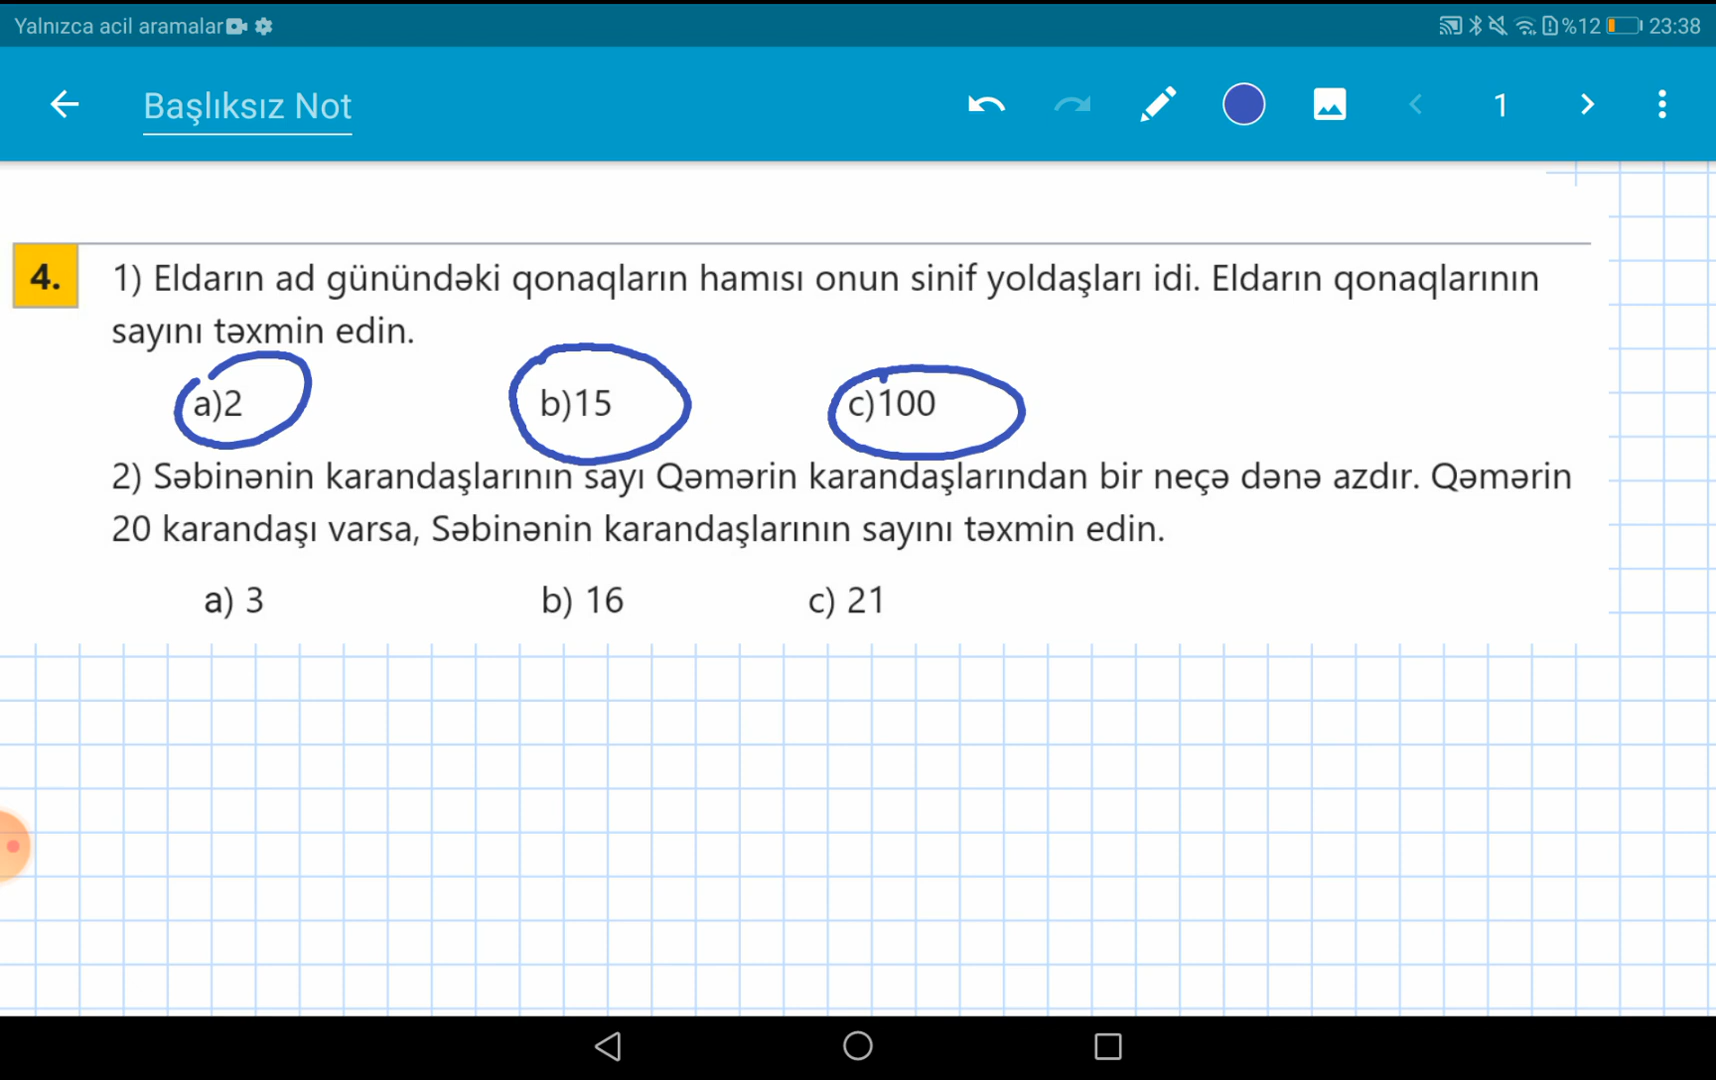 Yalnızca acil aramalar
%12 23:38
Başlıksız Not
1
4. 1) Eldarın ad günündəki qonaqların hamısı onun sinif yoldaşları idi. Eldarın qonaqlarının
sayını təxmin edin.
a)2 b)15 c)100
2) Səbinənin karandaşlarının sayı Qəmərin karandaşlarından bir neçə dənə azdır. Qəmərin
20 karandaşı varsa, Səbinənin karandaşlarının sayını təxmin edin.
a) 3 b) 16 c) 21